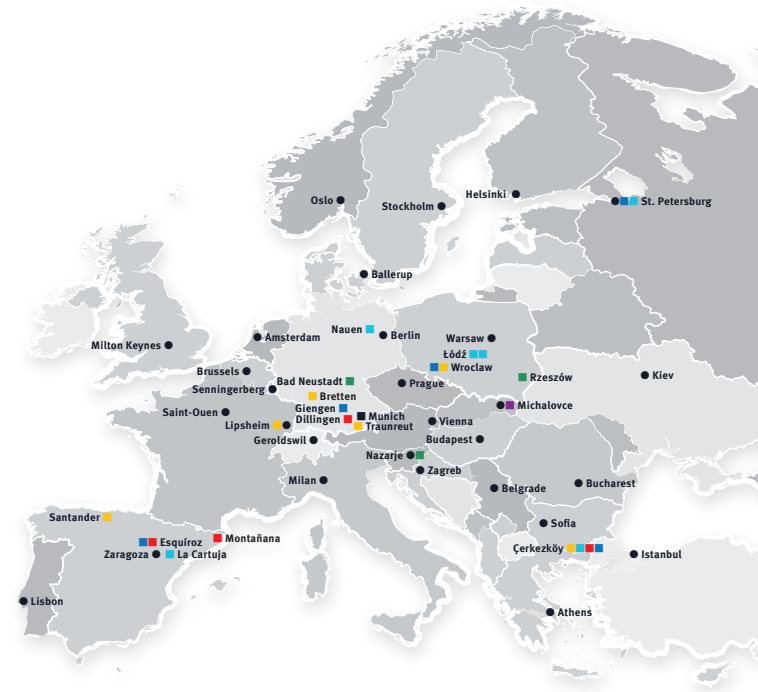 Oslo
Stockholm
Helsinki
St. Petersburg
Ballerup
Nauen
Berlin
Amsterdam
Milton Keynes
Warsaw
Łódź
Wroclaw
Brussels
Bad Neustadt
Prague
Rzeszów
Kiev
Senningerberg
Bretten
Giengen
Michalovce
Saint-Ouen
Dillingen
Munich
Lipsheim
Traunreut
Vienna
Geroldswil
Budapest
Nazarje
Zagreb
Milan
Belgrade
Bucharest
Santander
Sofia
Esquíroz
Montañana
Zaragoza
La Cartuja
Çerkezköy
Istanbul
Lisbon
Athens